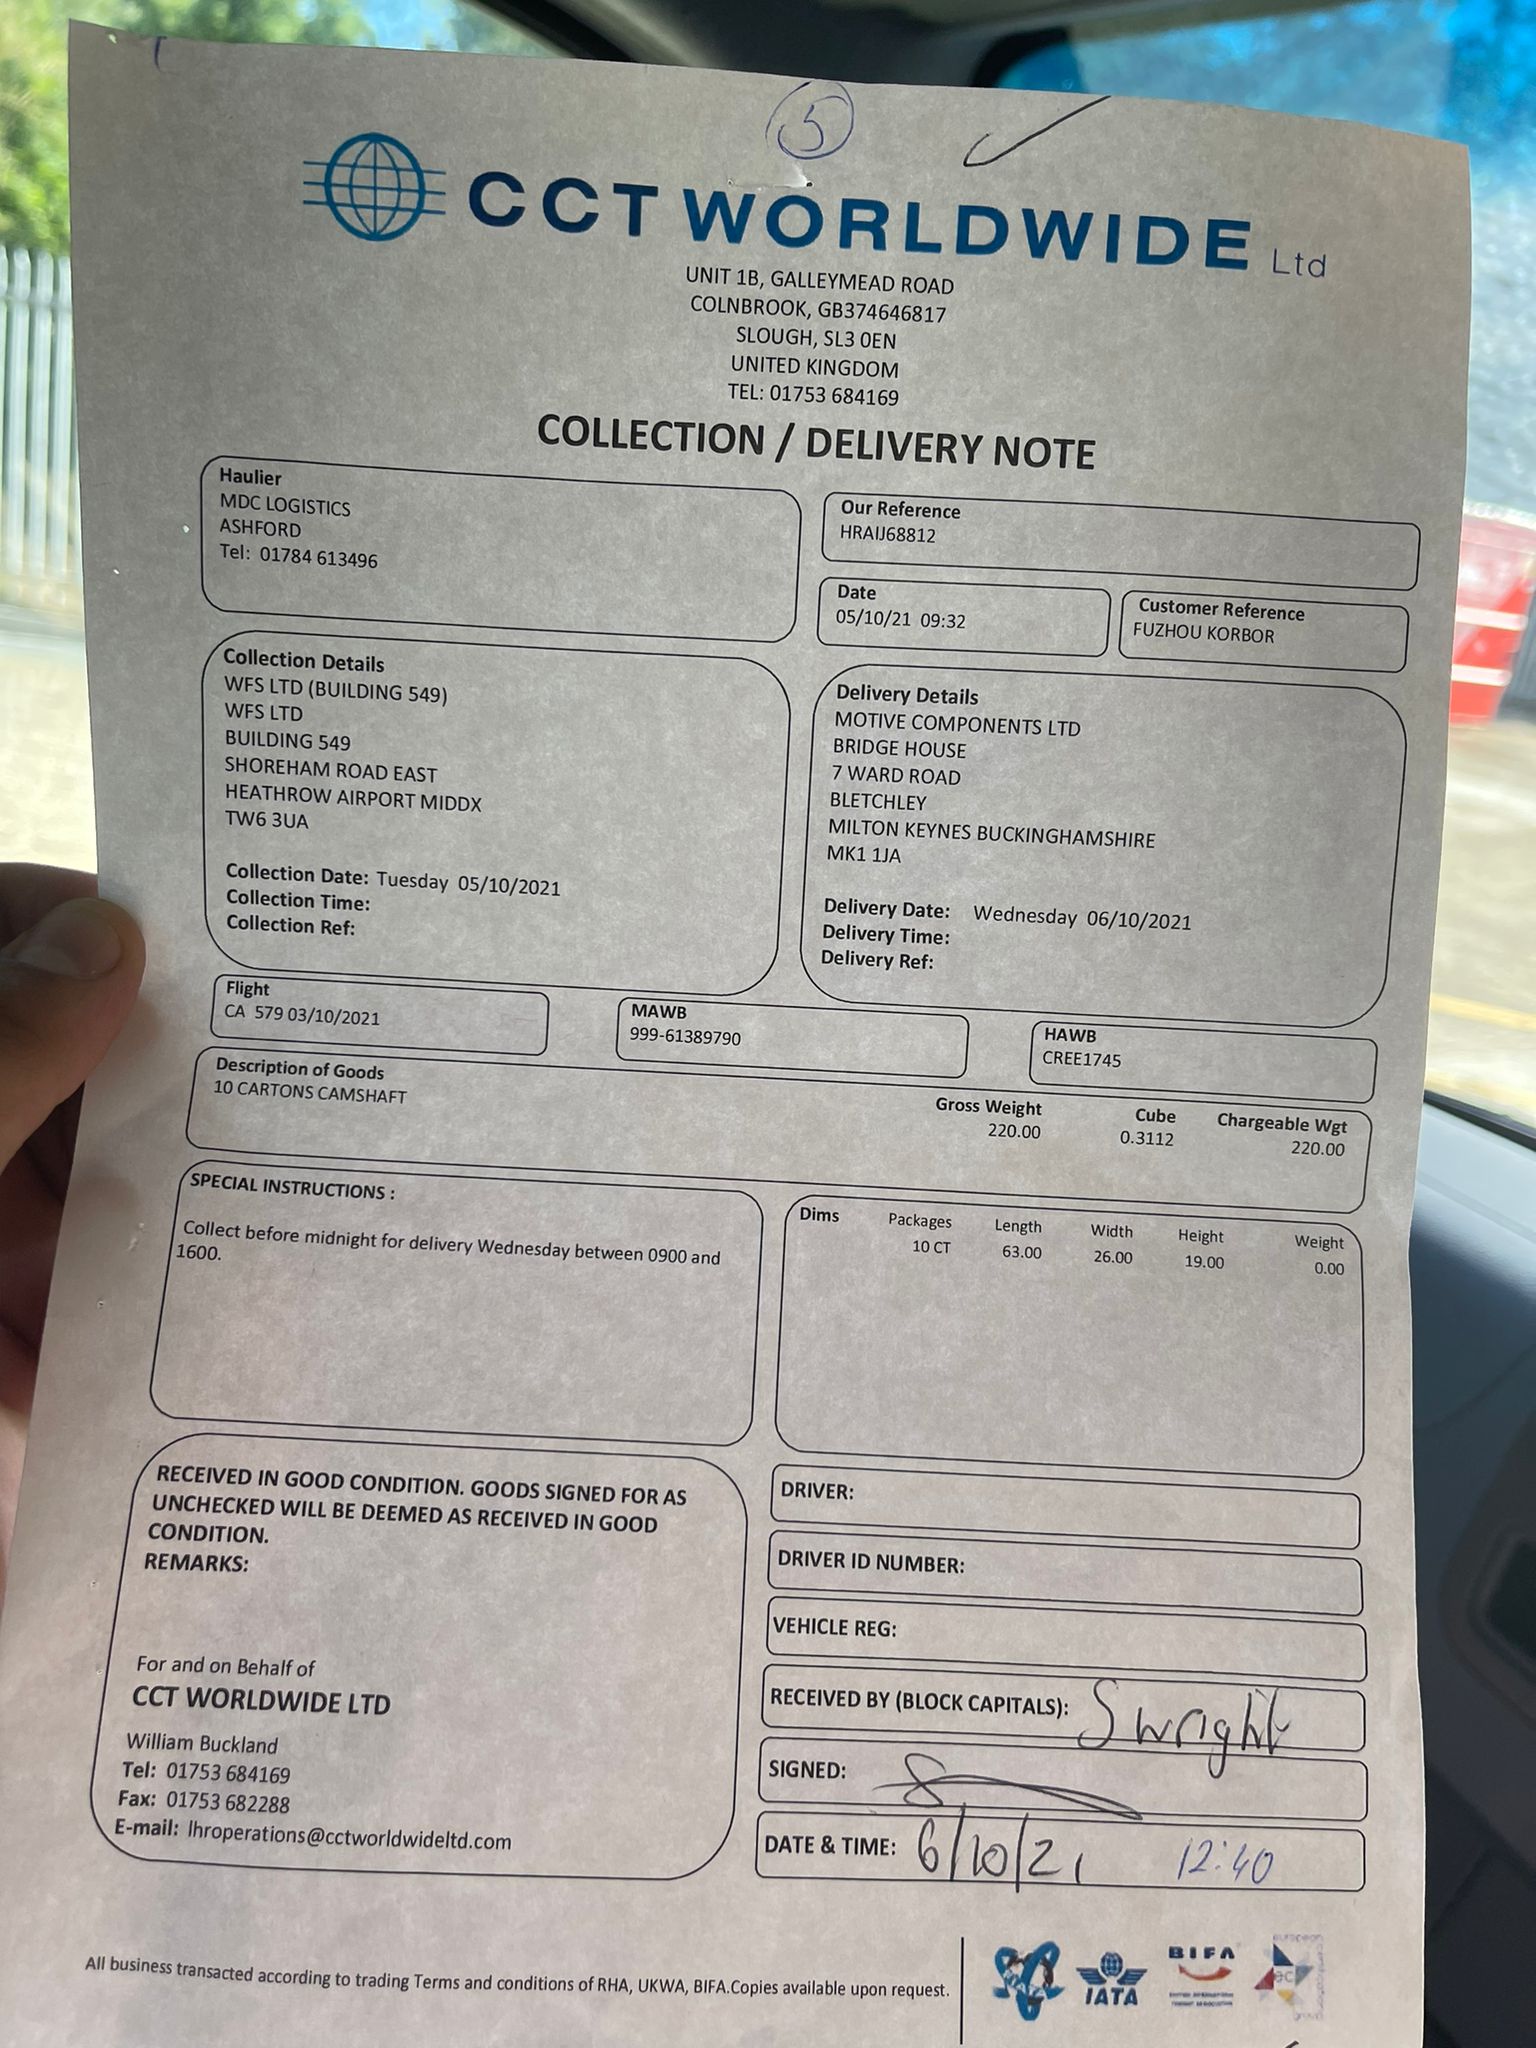 5
CCT WORLDWIDE Ltd
UNIT 1B, GALLEYMEAD ROAD
COLNBROOK, GB374646817
SLOUGH, SL3 0EN
UNITED KINGDOM
TEL: 01753 684169
COLLECTION / DELIVERY NOTE
Haulier
MDC LOGISTICS
ASHFORD
Tel: 01784 613496
Our Reference
HRAIJ68812
Date
05/10/21 09:32
Customer Reference
FUZHOU KORBOR
Collection Details
WFS LTD (BUILDING 549)
WFS LTD
BUILDING 549
SHOREHAM ROAD EAST
HEATHROW AIRPORT MIDDX
TW6 3UA
Collection Date: Tuesday 05/10/2021
Collection Time:
Collection Ref:
Delivery Details
MOTIVE COMPONENTS LTD
BRIDGE HOUSE
7 WARD ROAD
BLETCHLEY
MILTON KEYNES BUCKINGHAMSHIRE
MK1 1JA
Delivery Date: Wednesday 06/10/2021
Delivery Time:
Delivery Ref:
Flight
CA 579 03/10/2021
MAWB
999-61389790
HAWB
CREE1745
Description of Goods
10 CARTONS CAMSHAFT
Gross Weight Cube Chargeable Wgt
220.00 0.3112 220.00
SPECIAL INSTRUCTIONS :
Collect before midnight for delivery Wednesday between 0900 and
1600.
Dims Packages Length Width Height Weight
10 CT 63.00 26.00 19.00 0.00
RECEIVED IN GOOD CONDITION. GOODS SIGNED FOR AS
UNCHECKED WILL BE DEEMED AS RECEIVED IN GOOD
CONDITION.
REMARKS:
For and on Behalf of
CCT WORLDWIDE LTD
William Buckland
Tel: 01753 684169
Fax: 01753 682288
E-mail: lhroperations@cctworldwideltd.com
DRIVER:
DRIVER ID NUMBER:
VEHICLE REG:
RECEIVED BY (BLOCK CAPITALS): S wright
SIGNED:
DATE & TIME: 6/10/21 12:40
All business transacted according to trading Terms and conditions of RHA, UKWA, BIFA.Copies available upon request.
IATA
BIFA